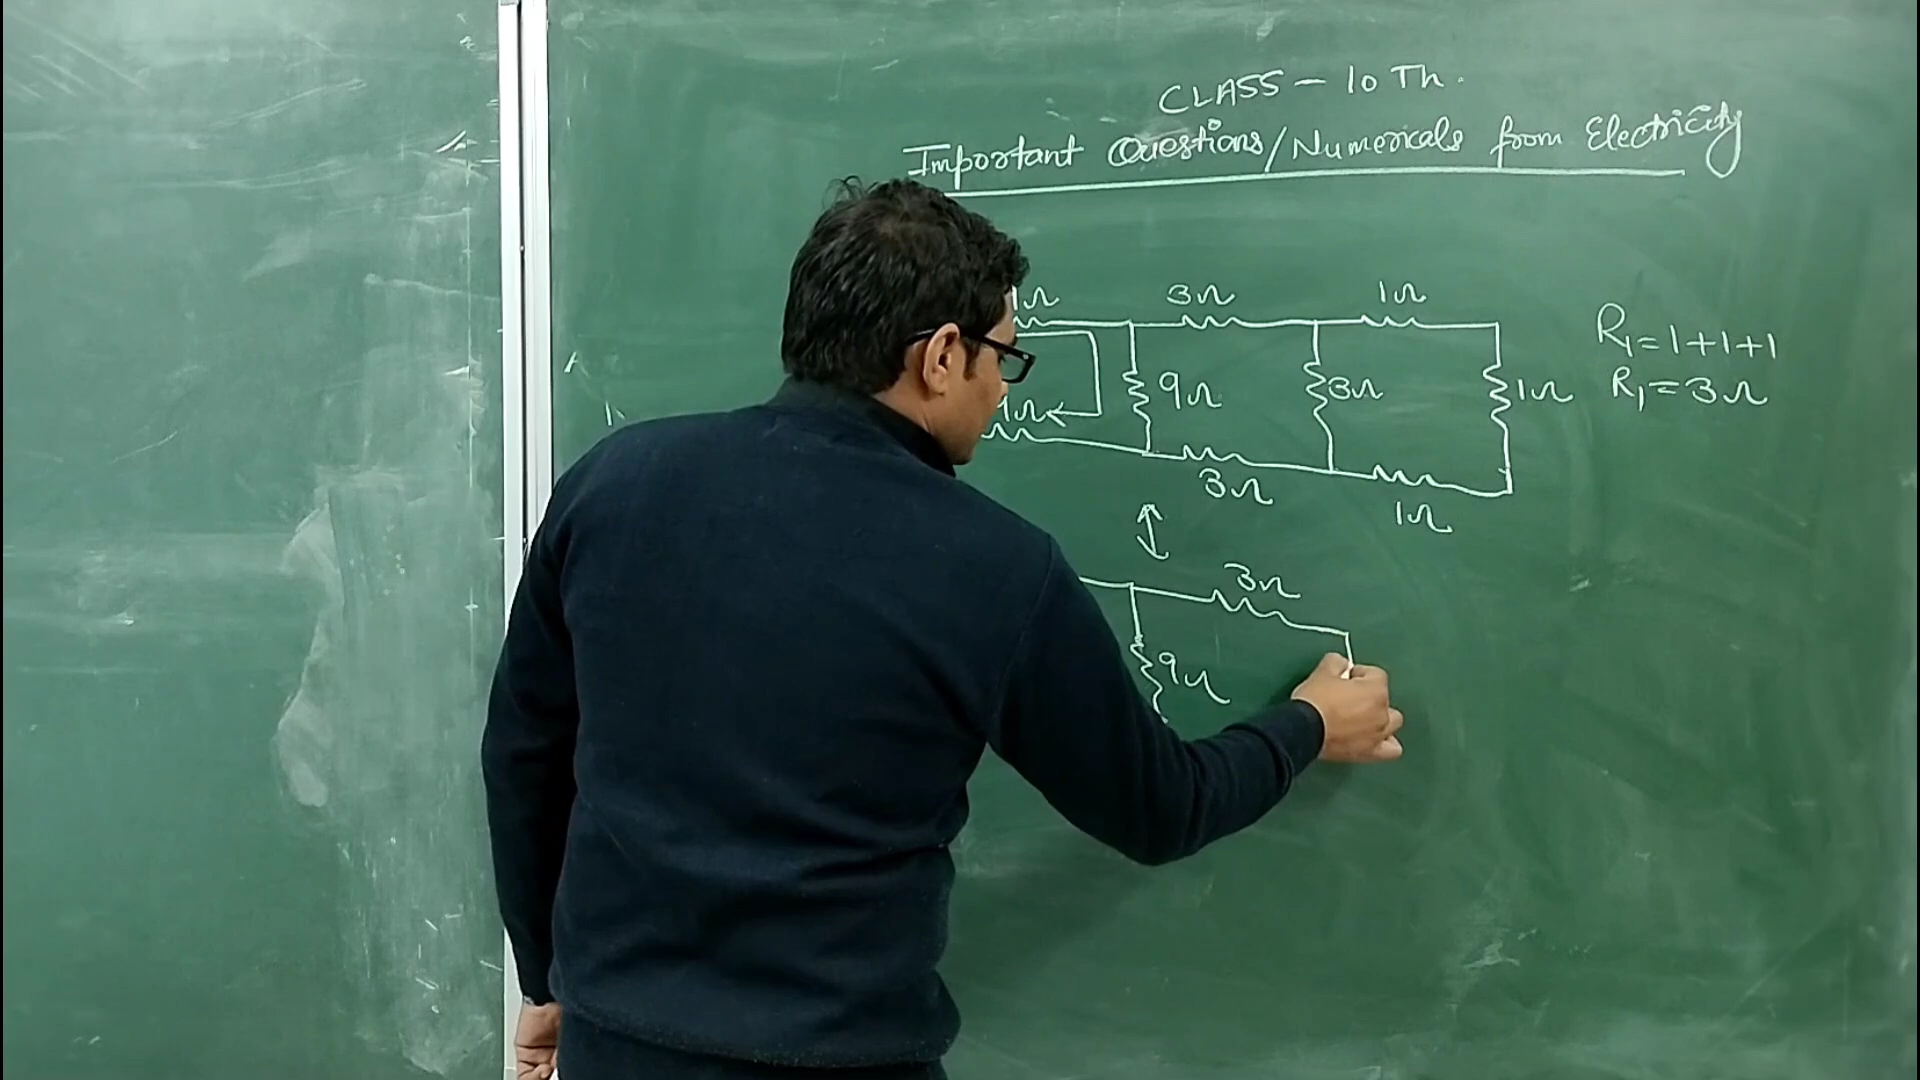 CLASS - 10 Th.
Important Questions/Numericals from Electricity
1Ω 3Ω 1Ω
R₁=1+1+1
9Ω 3Ω 1Ω
R₁=3Ω
3Ω
1Ω
3Ω
9Ω